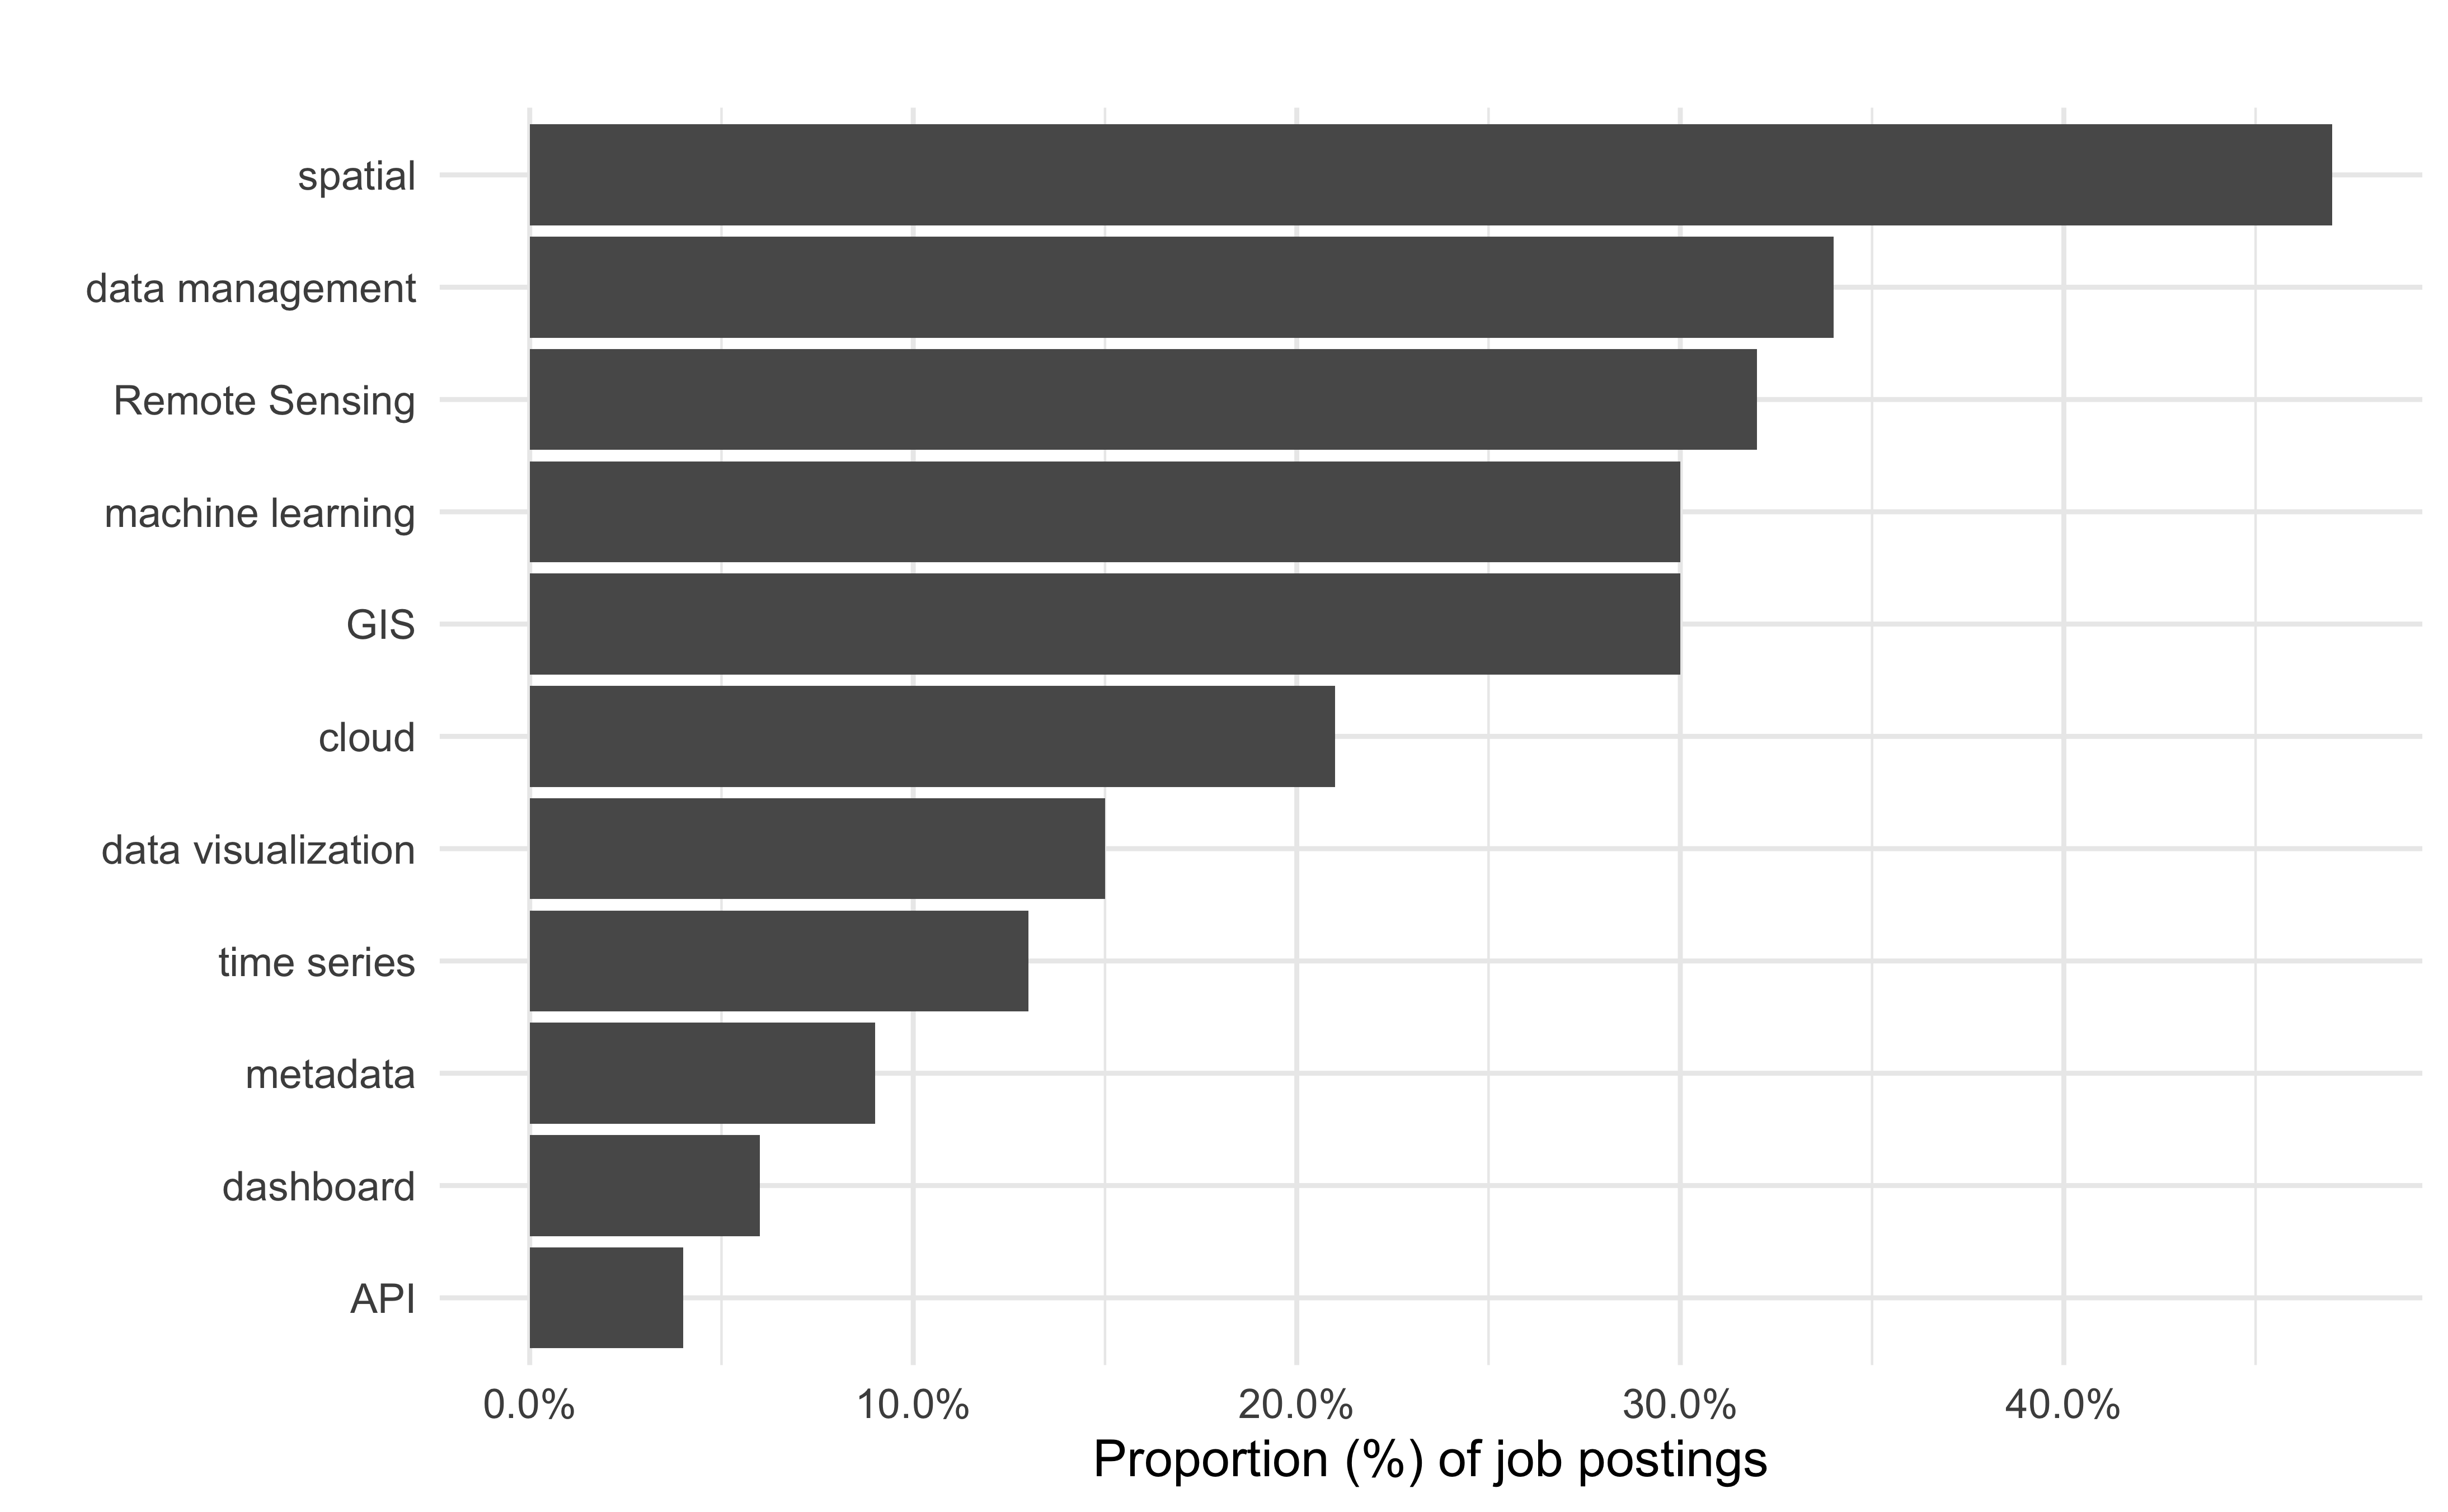 spatial
data management
Remote Sensing
machine learning
GIS
cloud
data visualization
time series
metadata
dashboard
API
0.0% 10.0% 20.0% 30.0% 40.0%
Proportion (%) of job postings